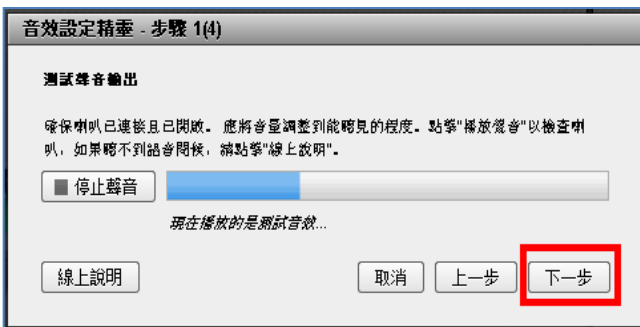 音效設定精靈 - 步驟 1(4)
測試聲音輸出
確保喇叭已連接且已開啟。 應將音量調整到能聽見的程度。點擊"播放聲音"以檢查喇
叭，如果聽不到語音問候，請點擊"線上說明"。
停止聲音
現在播放的是測試音效...
線上說明
取消
上一步
下一步